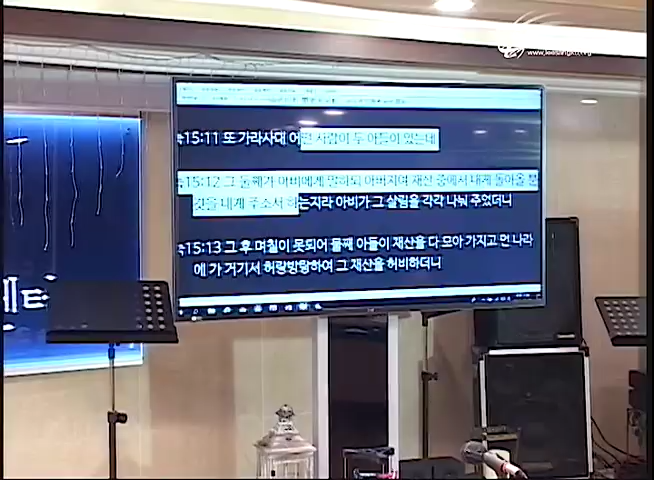 15:11 또 가라사대 어떤 사람이 두 아들이 있는데
15:12 그 둘째가 아비에게 말하되 아버지여 재산 중에서 내게 돌아올 분
깃을 내게 주소서 하는지라 아비가 그 살림을 각각 나눠 주었더니
15:13 그 후 며칠이 못되어 둘째 아들이 재산을 다 모아 가지고 먼 나라
에 가 거기서 허랑방탕하여 그 재산을 허비하더니